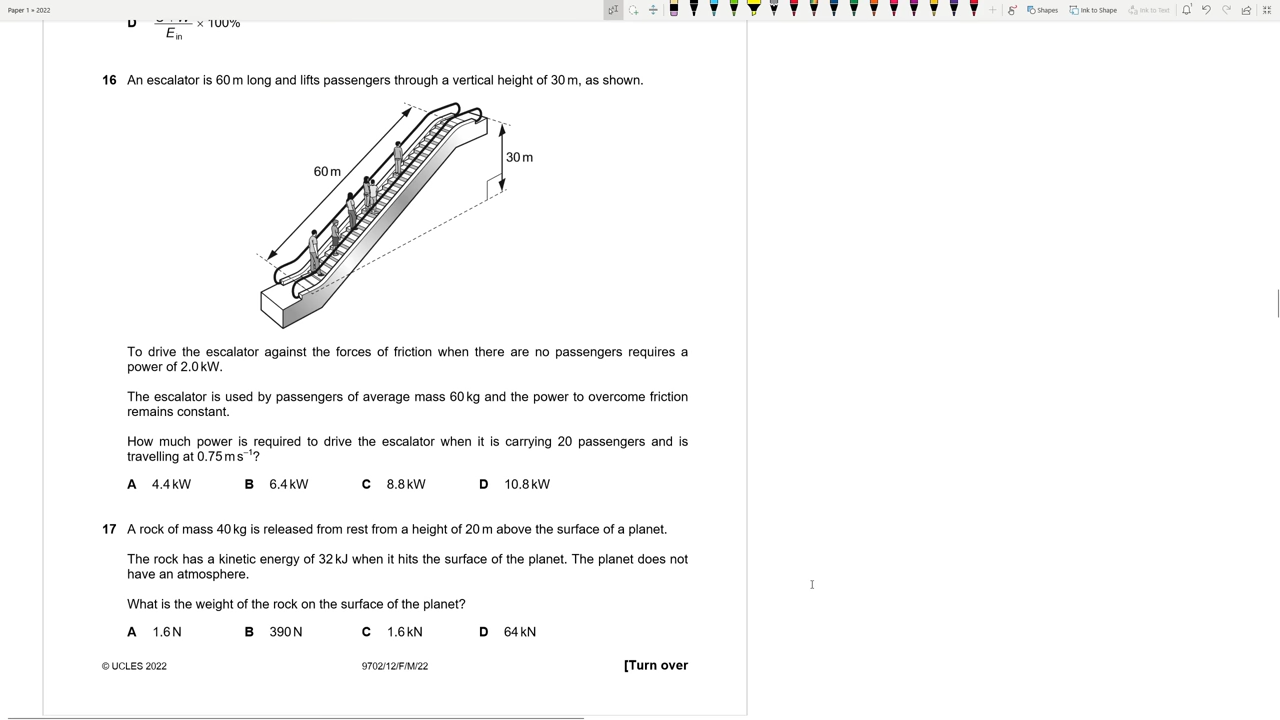 Paper 1 » 2022
Shapes
Ink to Shape
Ink to Text
D × 100%
E in
16 An escalator is 60 m long and lifts passengers through a vertical height of 30 m, as shown.
60 m
30 m
To drive the escalator against the forces of friction when there are no passengers requires a
power of 2.0 kW.
The escalator is used by passengers of average mass 60 kg and the power to overcome friction
remains constant.
How much power is required to drive the escalator when it is carrying 20 passengers and is
travelling at 0.75 m s⁻¹?
A 4.4 kW B 6.4 kW C 8.8 kW D 10.8 kW
17 A rock of mass 40 kg is released from rest from a height of 20 m above the surface of a planet.
The rock has a kinetic energy of 32 kJ when it hits the surface of the planet. The planet does not
have an atmosphere.
What is the weight of the rock on the surface of the planet?
A 1.6 N B 390 N C 1.6 kN D 64 kN
© UCLES 2022 9702/12/F/M/22 [Turn over